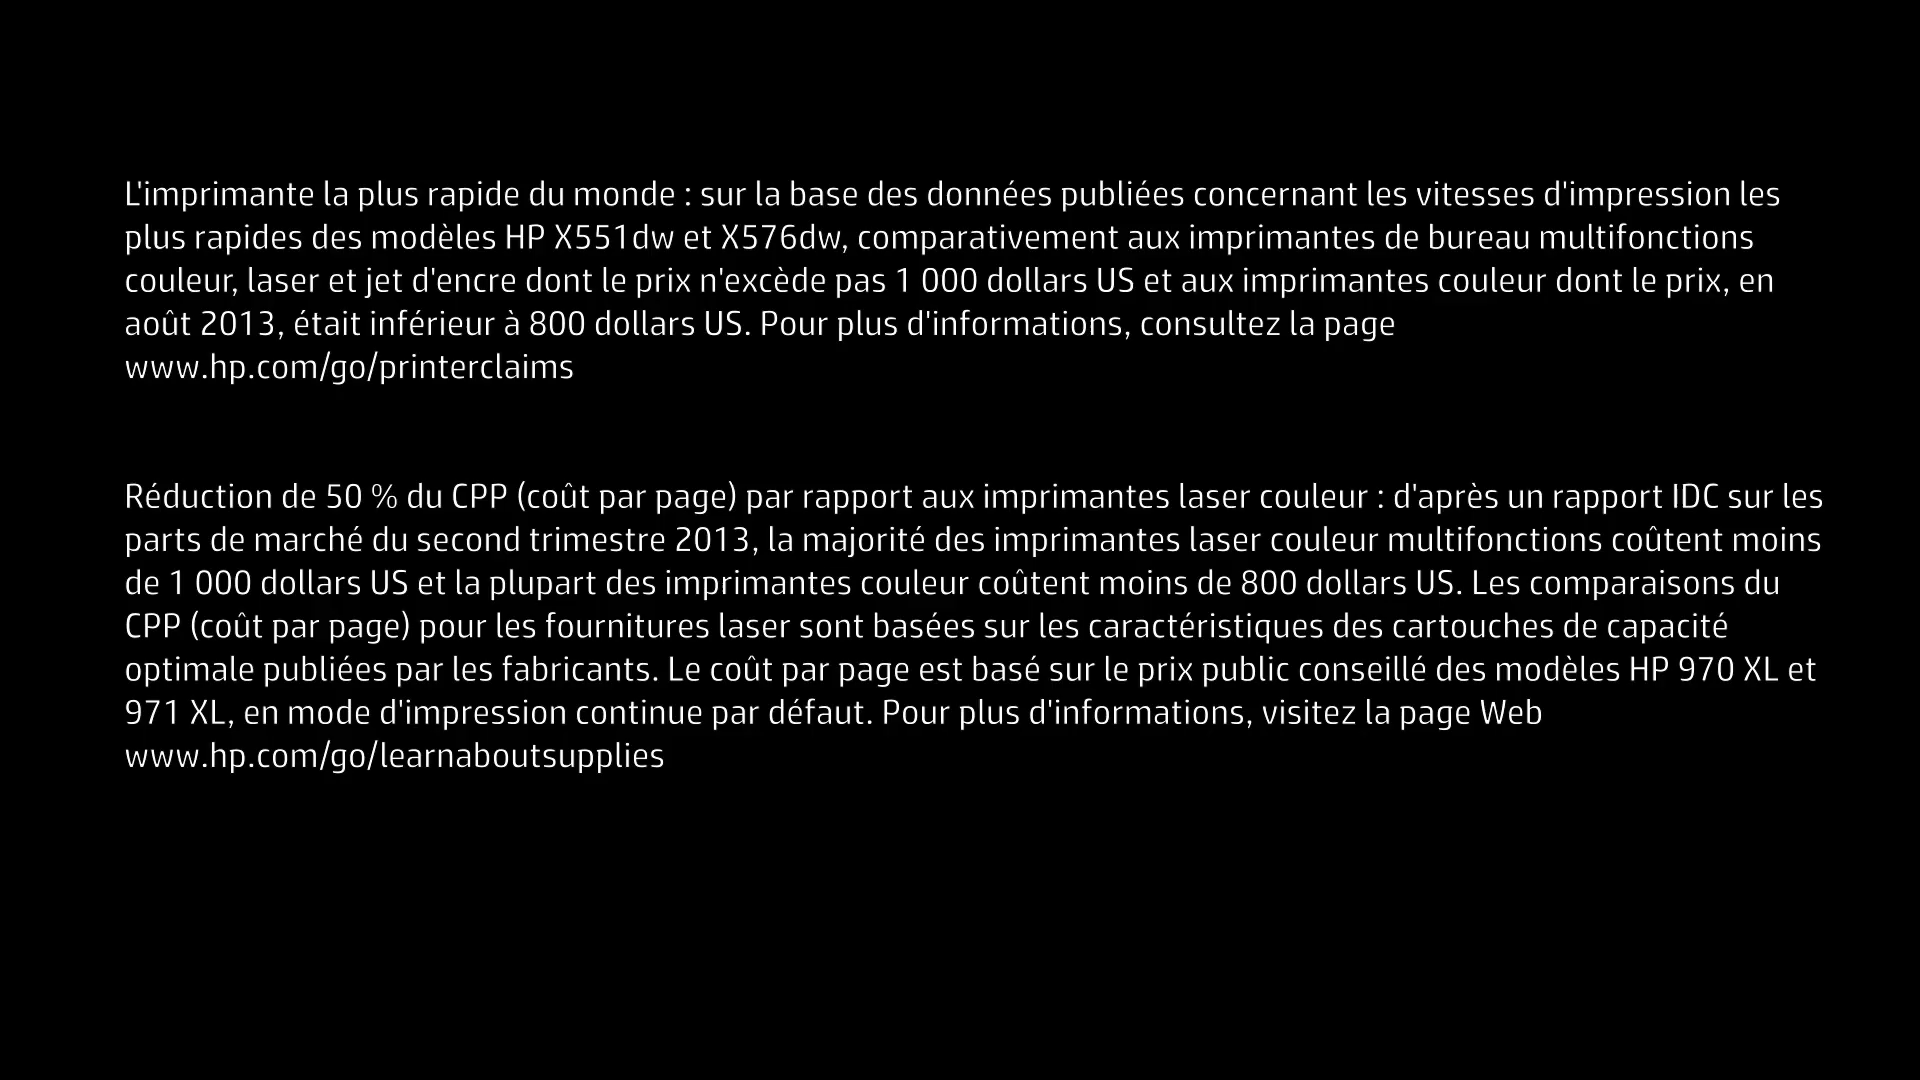 L'imprimante la plus rapide du monde : sur la base des données publiées concernant les vitesses d'impression les
plus rapides des modèles HP X551dw et X576dw, comparativement aux imprimantes de bureau multifonctions
couleur, laser et jet d'encre dont le prix n'excède pas 1 000 dollars US et aux imprimantes couleur dont le prix, en
août 2013, était inférieur à 800 dollars US. Pour plus d'informations, consultez la page
www.hp.com/go/printerclaims
Réduction de 50 % du CPP (coût par page) par rapport aux imprimantes laser couleur : d'après un rapport IDC sur les
parts de marché du second trimestre 2013, la majorité des imprimantes laser couleur multifonctions coûtent moins
de 1 000 dollars US et la plupart des imprimantes couleur coûtent moins de 800 dollars US. Les comparaisons du
CPP (coût par page) pour les fournitures laser sont basées sur les caractéristiques des cartouches de capacité
optimale publiées par les fabricants. Le coût par page est basé sur le prix public conseillé des modèles HP 970 XL et
971 XL, en mode d'impression continue par défaut. Pour plus d'informations, visitez la page Web
www.hp.com/go/learnaboutsupplies